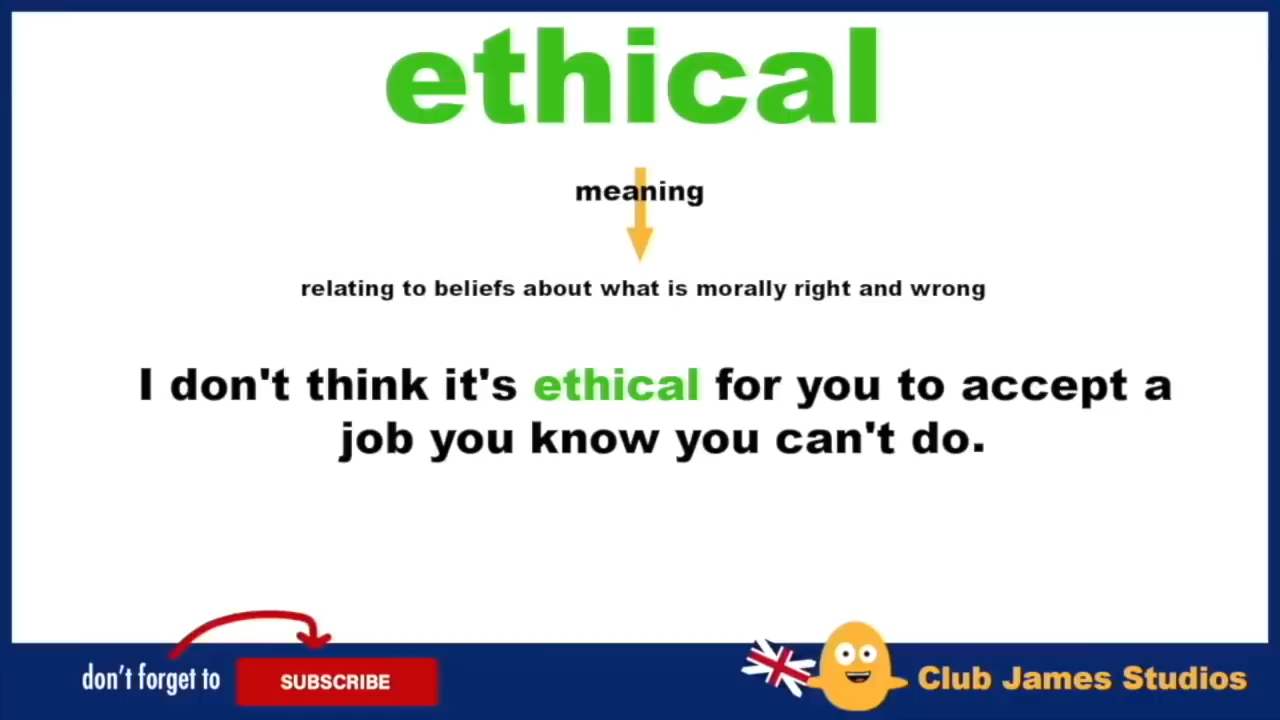 ethical
meaning
relating to beliefs about what is morally right and wrong
I don't think it's ethical for you to accept a
job you know you can't do.
don't forget to SUBSCRIBE
Club James Studios